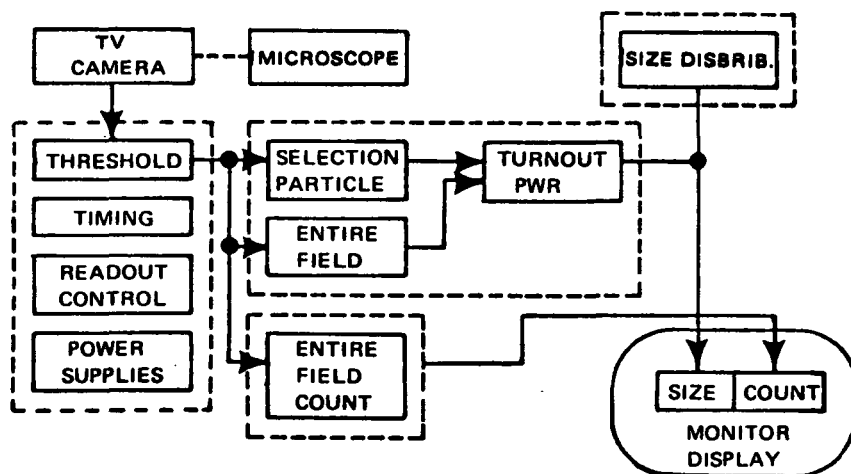 TV
CAMERA
MICROSCOPE
SIZE DISBRIB.
THRESHOLD
TIMING
READOUT
CONTROL
POWER
SUPPLIES
SELECTION
PARTICLE
TURNOUT
PWR
ENTIRE
FIELD
ENTIRE
FIELD
COUNT
SIZE
COUNT
MONITOR
DISPLAY